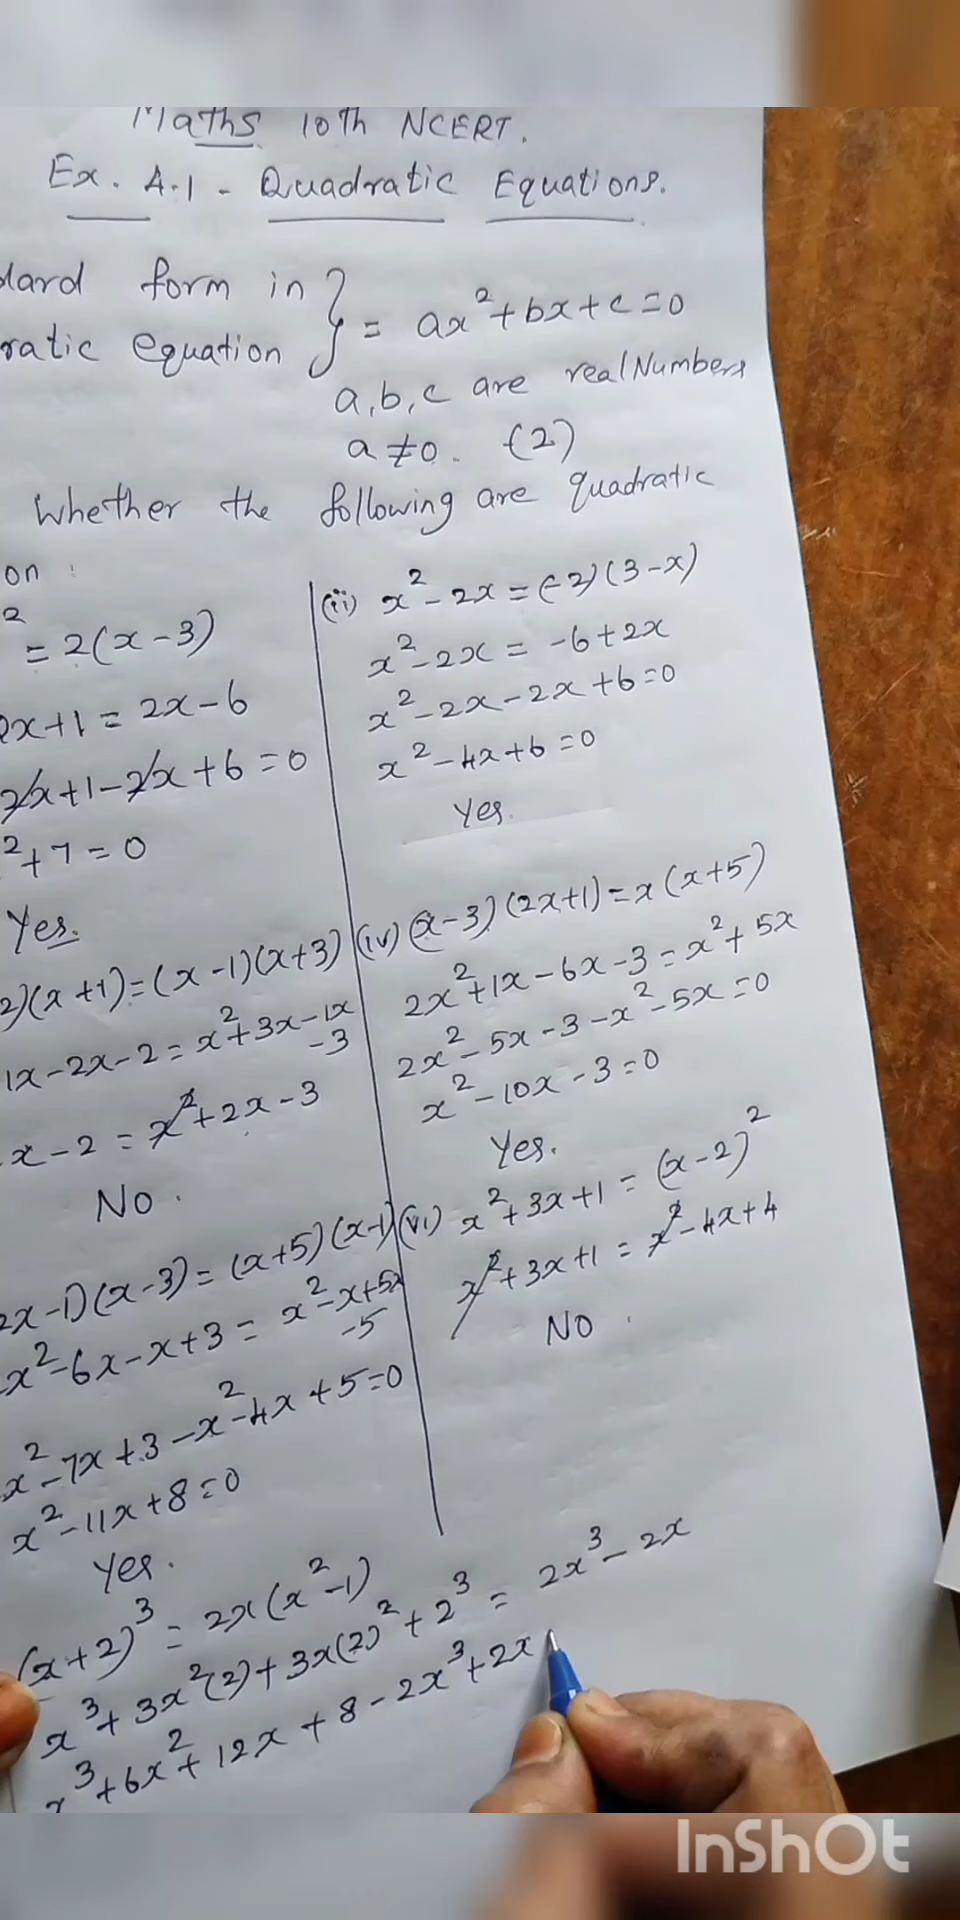 Maths 10th NCERT.
Ex. 4.1 - Quadratic Equations.
dard form in } = ax²+bx+c=0
ratic equation
a,b,c are realNumbers
a≠0. (2)
Whether the following are quadratic
on :
² = 2(x-3)
2x+1 = 2x-6
2x+1-2x+6=0
²+7=0
Yes.
(ii) x²-2x=(-2)(3-x)
x²-2x = -6+2x
x²-2x-2x+6=0
x²-4x+6=0
Yes.
2)(x+1)=(x-1)(x+3)
1x-2x-2=x²+3x-1x
-3
x-2=x²+2x-3
NO.
(iv) (x-3)(2x+1)=x(x+5)
2x²+1x-6x-3=x²+5x
2x²-5x-3-x²-5x=0
x²-10x-3=0
Yes.
2x-1)(x-3)=(x+5)(x-1)
x²-6x-x+3=x²-x+5x
-5
x²-7x+3-x²-4x+5=0
x²-11x+8=0
Yes.
(vi) x²+3x+1=(x-2)²
x²+3x+1=x²-4x+4
NO.
(x+2)³=2x(x²-1)
x³+3x²(2)+3x(2)²+2³=2x³-2x
x³+6x²+12x+8-2x³+2x
InShOt